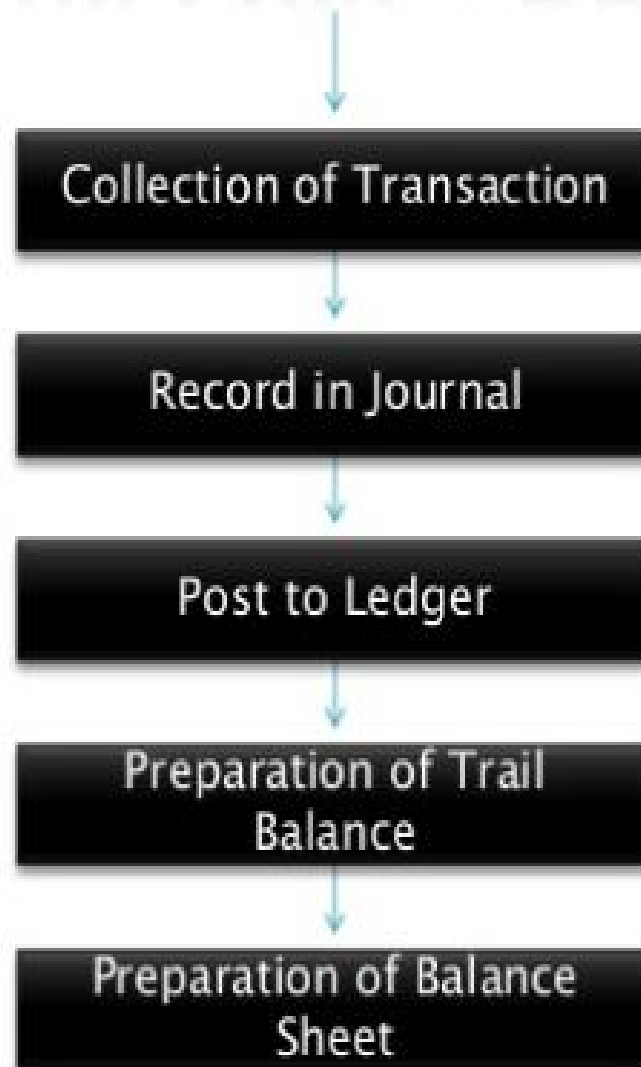 Collection of Transaction
Record in Journal
Post to Ledger
Preparation of Trail
Balance
Preparation of Balance
Sheet